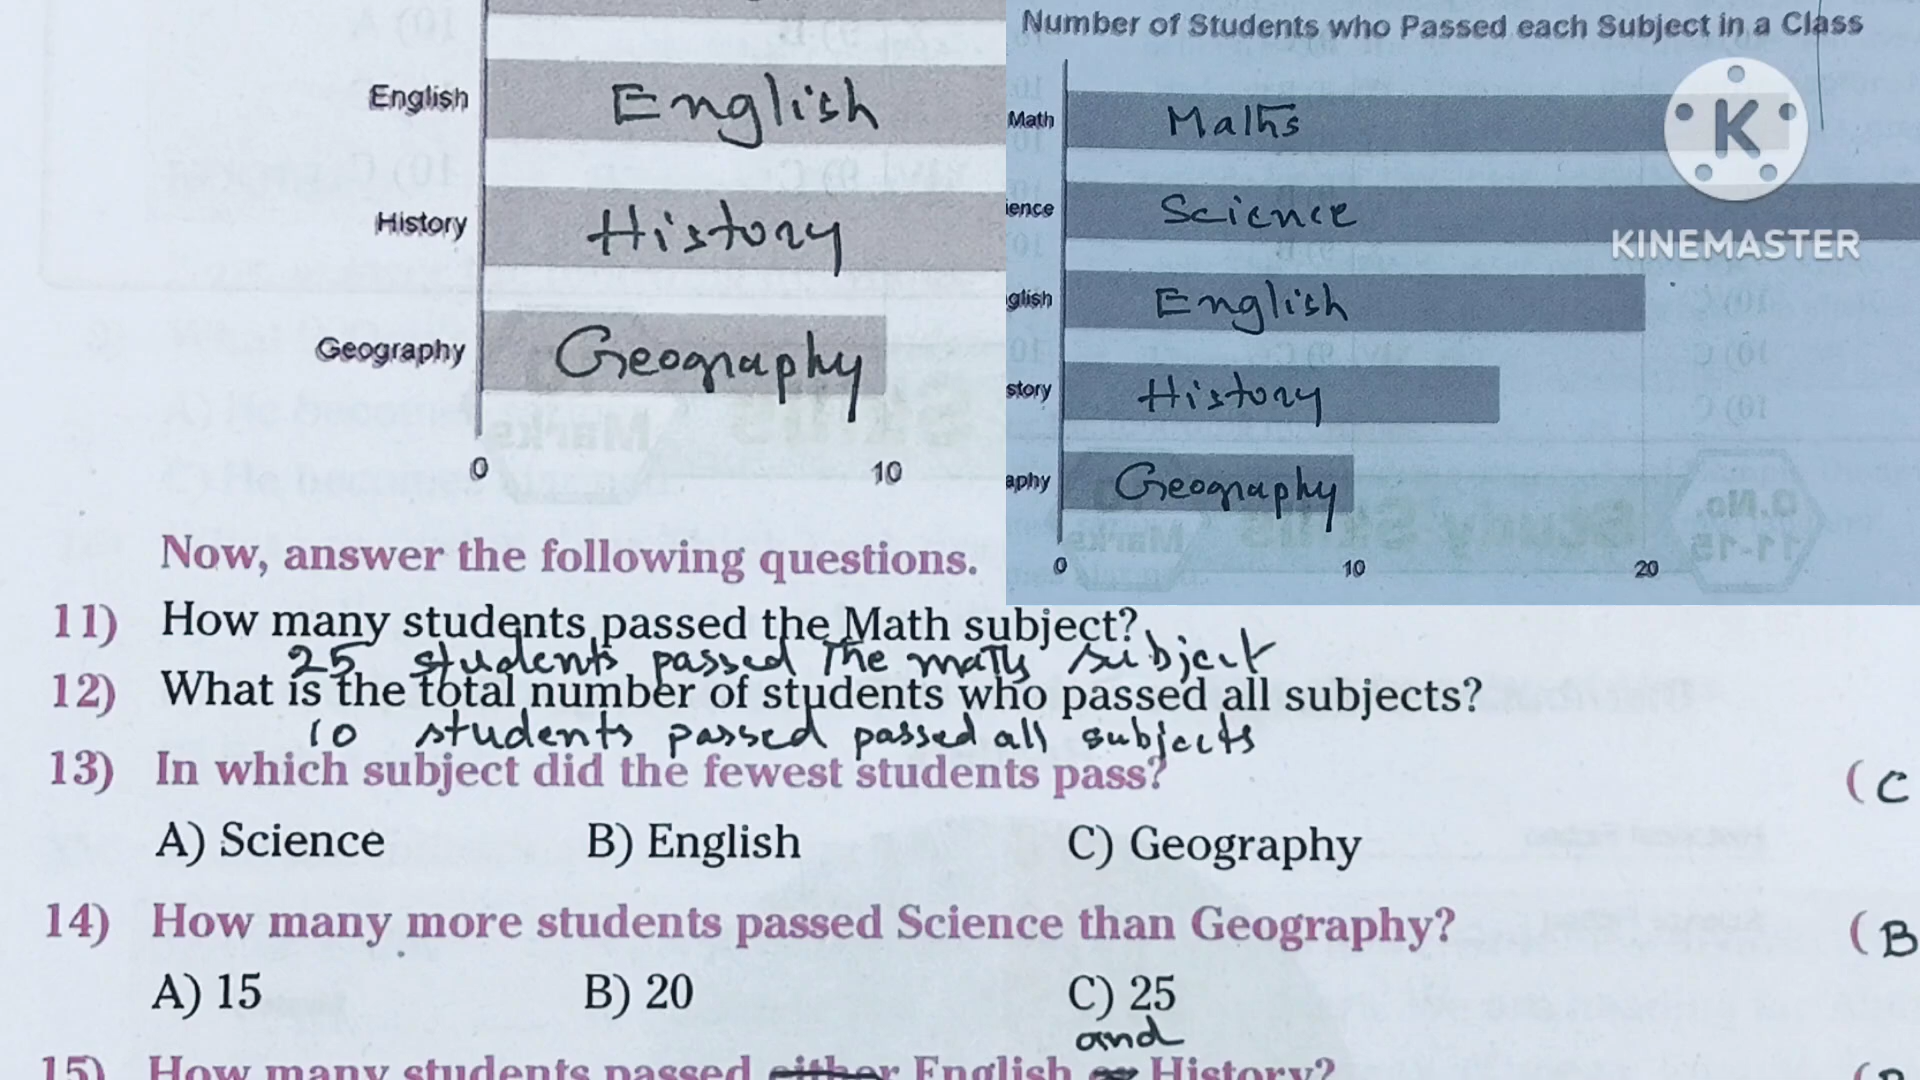 English English
History History
Geography Geography
0 10
Number of Students who Passed each Subject in a Class
Math Maths
ience Science
KINEMASTER
glish English
story History
aphy Geography
0 10 20
Now, answer the following questions.
11) How many students passed the Math subject?
25 students passed The maths subject
12) What is the total number of students who passed all subjects?
10 students passed passed all subjects
13) In which subject did the fewest students pass? (C
A) Science B) English C) Geography
14) How many more students passed Science than Geography? (B
A) 15 B) 20 C) 25
and
15) How many students passed either English or History? (B